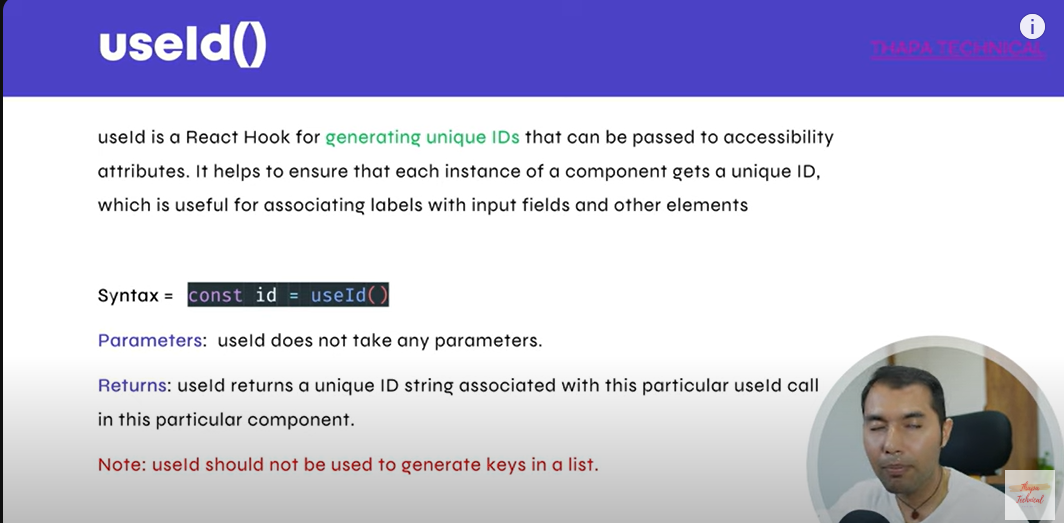 useId()
THAPA TECHNICAL
useId is a React Hook for generating unique IDs that can be passed to accessibility
attributes. It helps to ensure that each instance of a component gets a unique ID,
which is useful for associating labels with input fields and other elements
Syntax = const id = useId()
Parameters: useId does not take any parameters.
Returns: useId returns a unique ID string associated with this particular useId call
in this particular component.
Note: useId should not be used to generate keys in a list.
Thapa
Technical